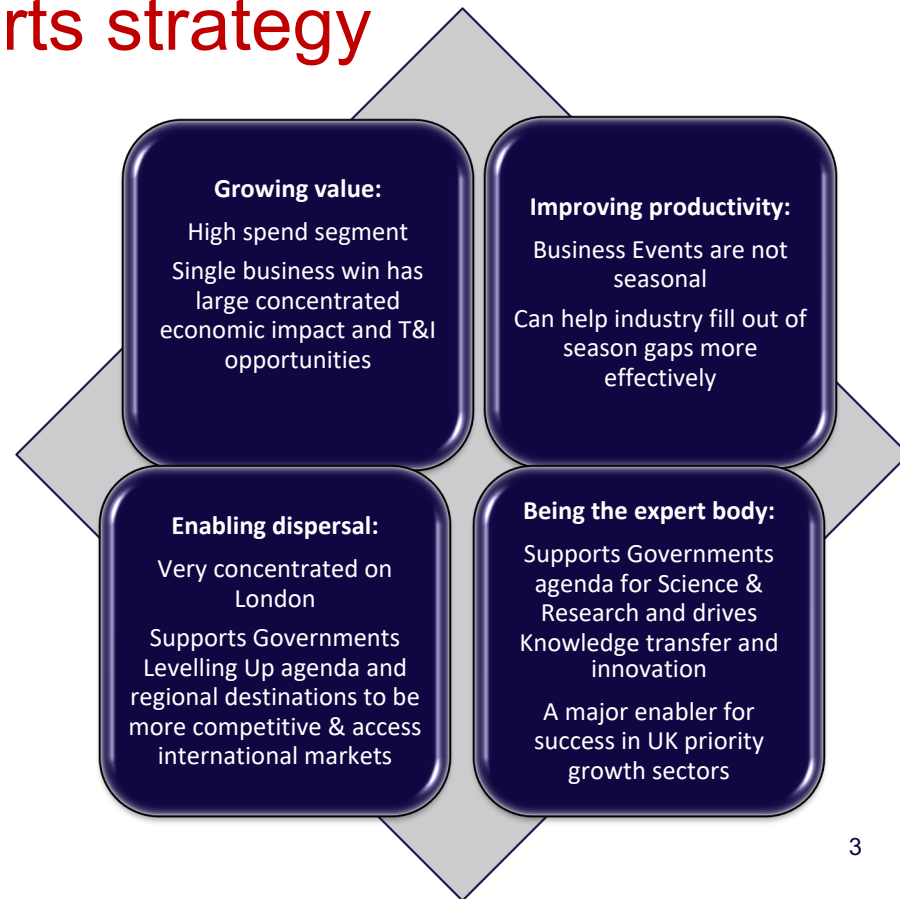 rts strategy
Growing value:
High spend segment
Single business win has
large concentrated
economic impact and T&I
opportunities
Improving productivity:
Business Events are not
seasonal
Can help industry fill out of
season gaps more
effectively
Enabling dispersal:
Very concentrated on
London
Supports Governments
Levelling Up agenda and
regional destinations to be
more competitive & access
international markets
Being the expert body:
Supports Governments
agenda for Science &
Research and drives
Knowledge transfer and
innovation
A major enabler for
success in UK priority
growth sectors
3